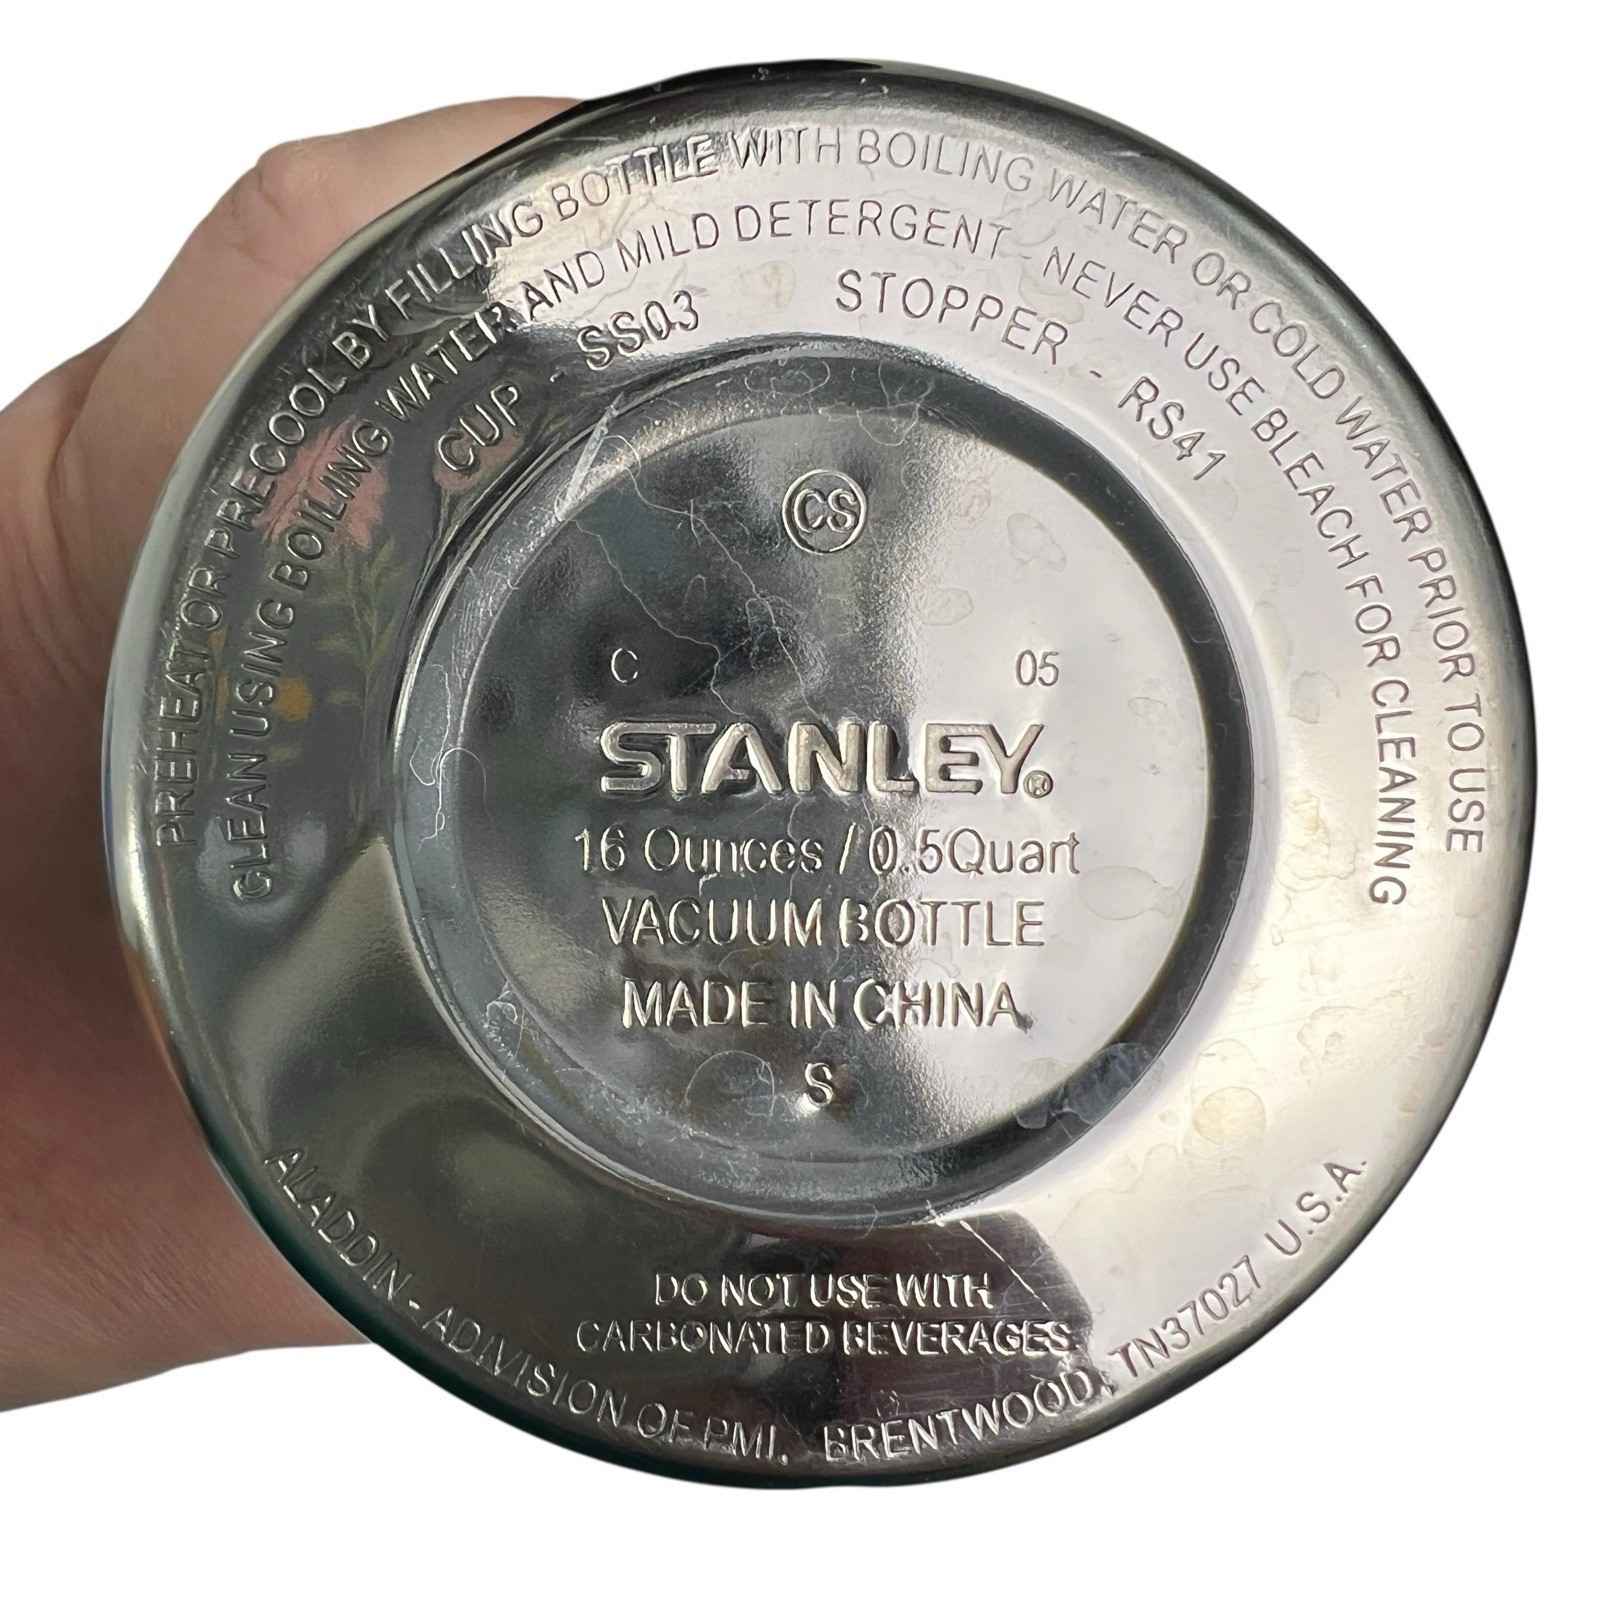 PREHEAT OR PRECOOL BY FILLING BOTTLE WITH BOILING WATER OR COLD WATER PRIOR TO USE
CLEAN USING BOILING WATER AND MILD DETERGENT - NEVER USE BLEACH FOR CLEANING
CUP - SS03 STOPPER - RS41
CS
C 05
STANLEY®
16 Ounces / 0.5Quart
VACUUM BOTTLE
MADE IN CHINA
S
DO NOT USE WITH
CARBONATED BEVERAGES
ALADDIN - A DIVISION OF PMI, BRENTWOOD, TN37027 U.S.A.